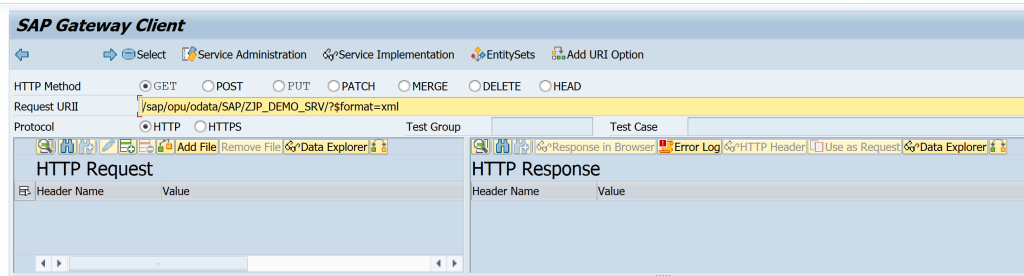 SAP Gateway Client
Select Service Administration Service Implementation EntitySets Add URI Option
HTTP Method GET POST PUT PATCH MERGE DELETE HEAD
Request URII /sap/opu/odata/SAP/ZJP_DEMO_SRV/?$format=xml
Protocol HTTP HTTPS Test Group Test Case
Add File Remove File Data Explorer Response in Browser Error Log HTTP Header Use as Request Data Explorer
HTTP Request HTTP Response
Header Name Value Header Name Value